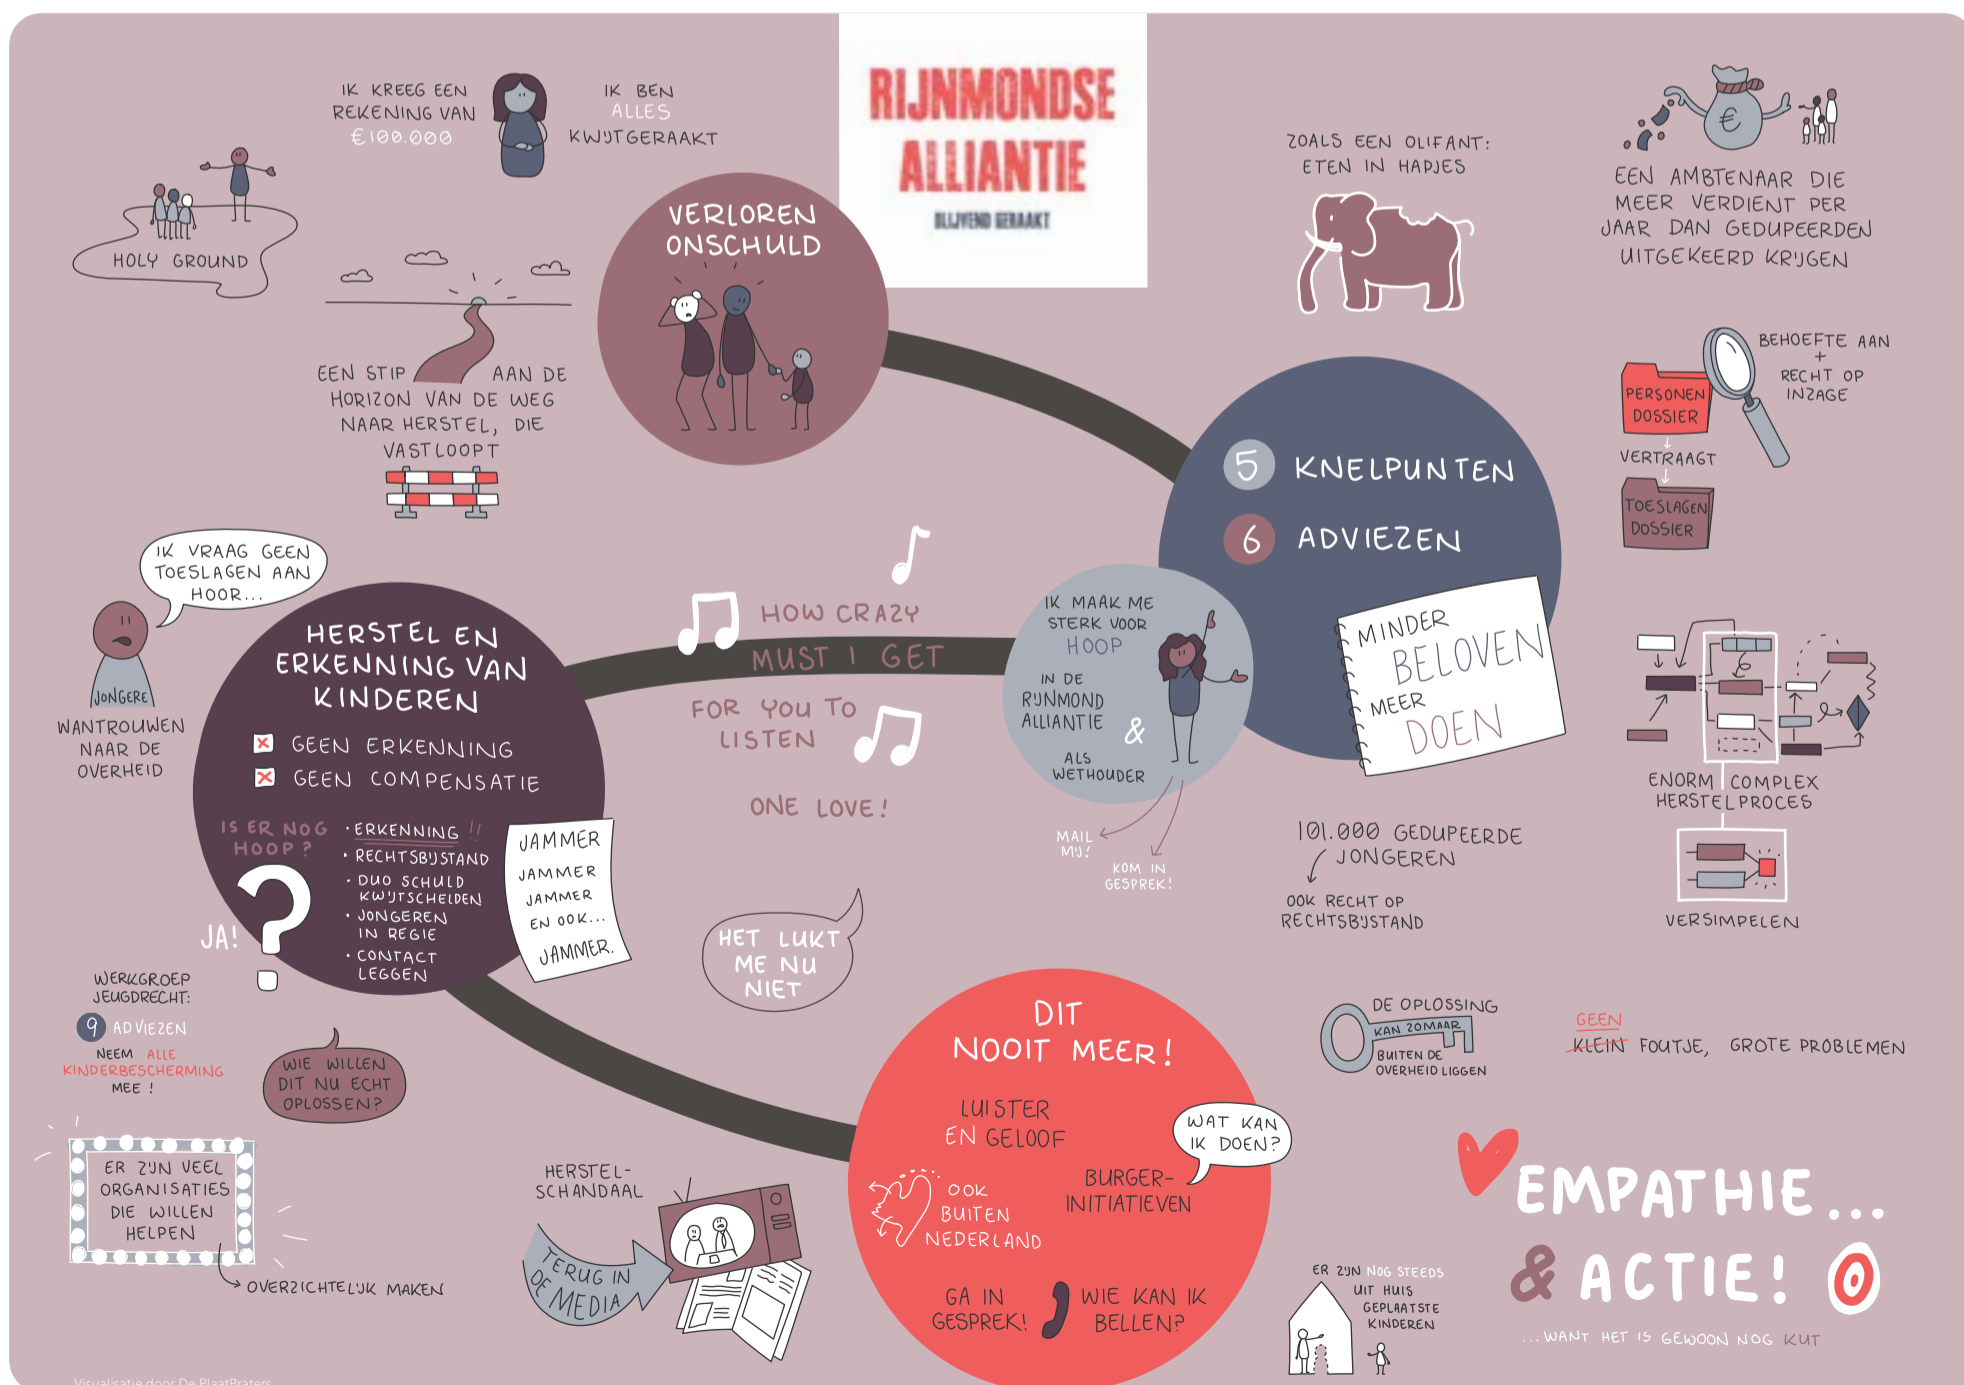 RIJNMONDSE
ALLIANTIE
BLIJVEND GERAAKT
IK KREEG EEN
REKENING VAN
€100.000
IK BEN
ALLES
KWIJTGERAAKT
HOLY GROUND
EEN STIP AAN DE
HORIZON VAN DE WEG
NAAR HERSTEL, DIE
VASTLOOPT
VERLOREN
ONSCHULD
ZOALS EEN OLIFANT:
ETEN IN HAPJES
€
EEN AMBTENAAR DIE
MEER VERDIENT PER
JAAR DAN GEDUPEERDEN
UITGEKEERD KRIJGEN
BEHOEFTE AAN
+
RECHT OP
INZAGE
PERSONEN
DOSSIER
VERTRAAGT
TOESLAGEN
DOSSIER
5 KNELPUNTEN
6 ADVIEZEN
MINDER
BELOVEN
MEER
DOEN
IK MAAK ME
STERK VOOR
HOOP
IN DE
RIJNMOND
ALLIANTIE
&
ALS
WETHOUDER
MAIL
MIJ!
KOM IN
GESPREK!
ENORM COMPLEX
HERSTELPROCES
VERSIMPELEN
101.000 GEDUPEERDE
JONGEREN
OOK RECHT OP
RECHTSBIJSTAND
HOW CRAZY
MUST I GET
FOR YOU TO
LISTEN
ONE LOVE!
IK VRAAG GEEN
TOESLAGEN AAN
HOOR...
JONGERE
WANTROUWEN
NAAR DE
OVERHEID
HERSTEL EN
ERKENNING VAN
KINDEREN
GEEN ERKENNING
GEEN COMPENSATIE
IS ER NOG
HOOP?
?
JA!
• ERKENNING !!
• RECHTSBIJSTAND
• DUO SCHULD
KWIJTSCHELDEN
• JONGEREN
IN REGIE
• CONTACT
LEGGEN
JAMMER
JAMMER
JAMMER
EN OOK...
JAMMER.
WERKGROEP
JEUGDRECHT:
9 ADVIEZEN
NEEM ALLE
KINDERBESCHERMING
MEE !
WIE WILLEN
DIT NU ECHT
OPLOSSEN?
HET LUKT
ME NU
NIET
ER ZIJN VEEL
ORGANISATIES
DIE WILLEN
HELPEN
OVERZICHTELIJK MAKEN
HERSTEL-
SCHANDAAL
TERUG IN
DE MEDIA
DIT
NOOIT MEER!
LUISTER
EN GELOOF
WAT KAN
IK DOEN?
BURGER-
INITIATIEVEN
OOK
BUITEN
NEDERLAND
GA IN
GESPREK!
WIE KAN IK
BELLEN?
DE OPLOSSING
KAN ZOMAAR
BUITEN DE
OVERHEID LIGGEN
GEEN
KLEIN FOUTJE, GROTE PROBLEMEN
EMPATHIE...
& ACTIE!
...WANT HET IS GEWOON NOG KUT
ER ZIJN NOG STEEDS
UIT HUIS
GEPLAATSTE
KINDEREN
Visualisatie door De PlaatPraters